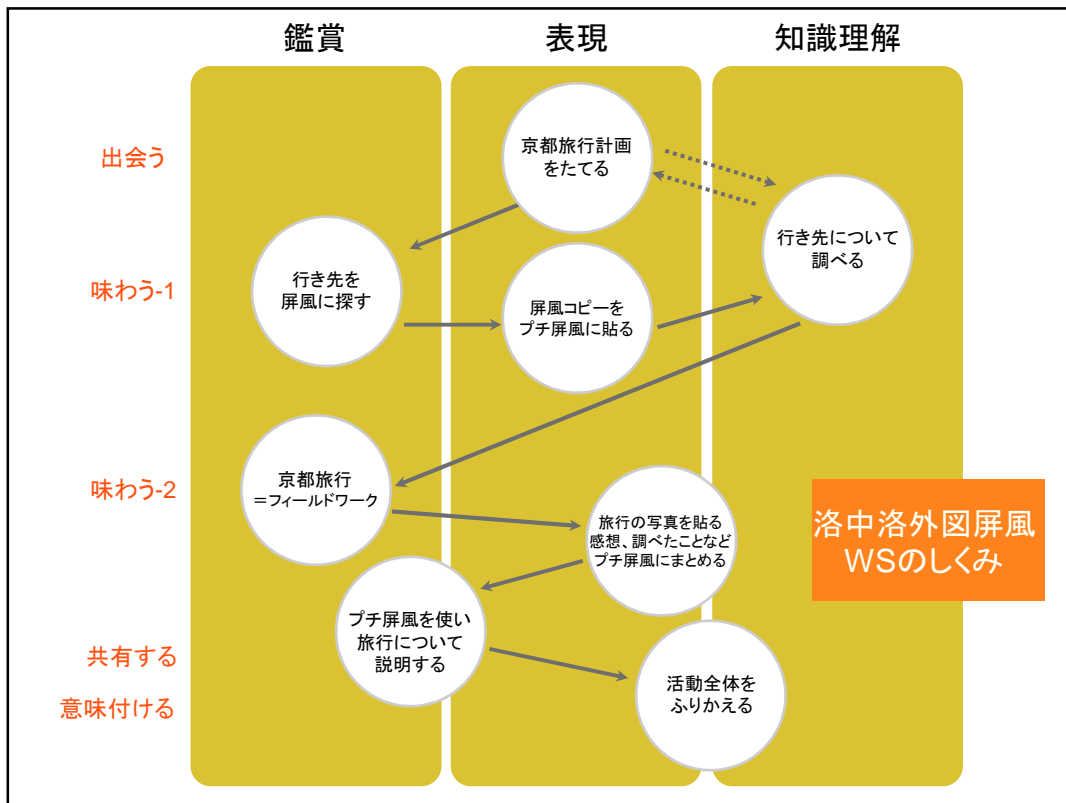 鑑賞
表現
知識理解
出会う
京都旅行計画
をたてる
行き先について
調べる
味わう-1
行き先を
屏風に探す
屏風コピーを
プチ屏風に貼る
味わう-2
京都旅行
＝フィールドワーク
旅行の写真を貼る
感想、調べたことなど
プチ屏風にまとめる
洛中洛外図屏風
WSのしくみ
共有する
プチ屏風を使い
旅行について
説明する
意味付ける
活動全体を
ふりかえる